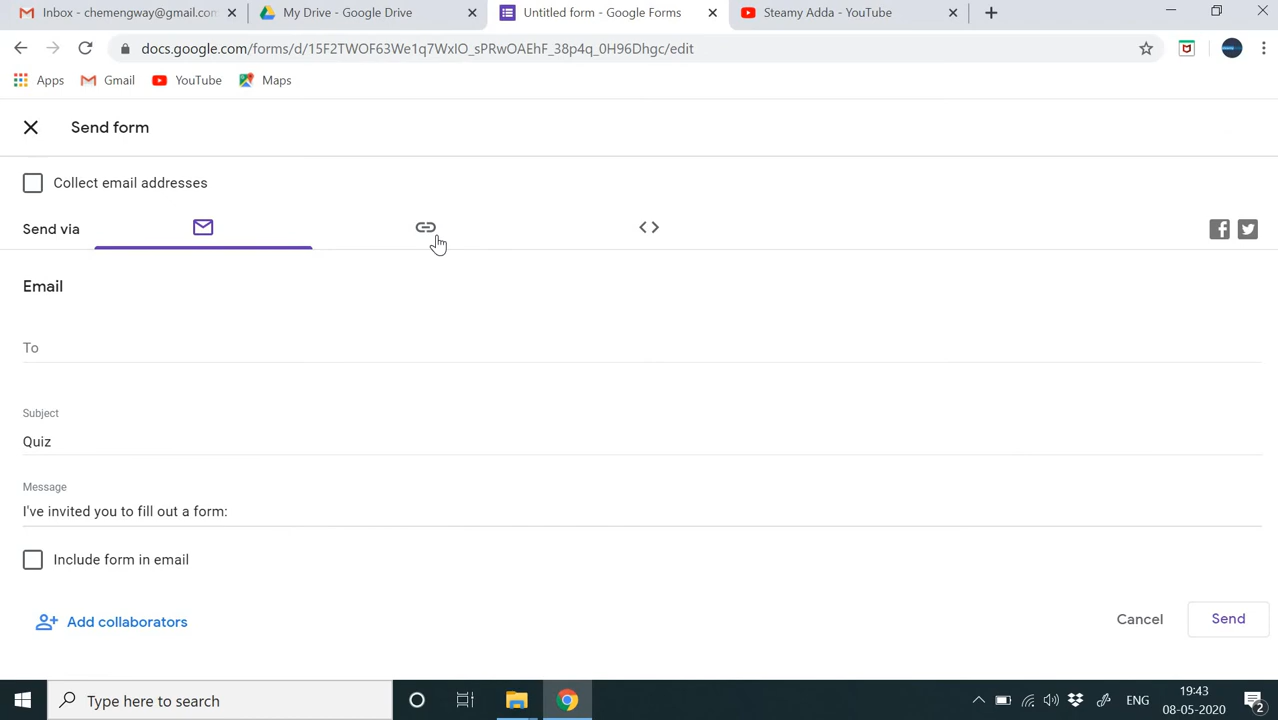 Inbox - chemengway@gmail.com
My Drive - Google Drive
Untitled form - Google Forms
Steamy Adda - YouTube
docs.google.com/forms/d/15F2TWOF63We1q7WxIO_sPRwOAEhF_38p4q_0H96Dhgc/edit
Apps
Gmail
YouTube
Maps
Send form
Collect email addresses
Send via
Email
To
Subject
Quiz
Message
I've invited you to fill out a form:
Include form in email
Add collaborators
Cancel
Send
Type here to search
ENG
19:43
08-05-2020
2